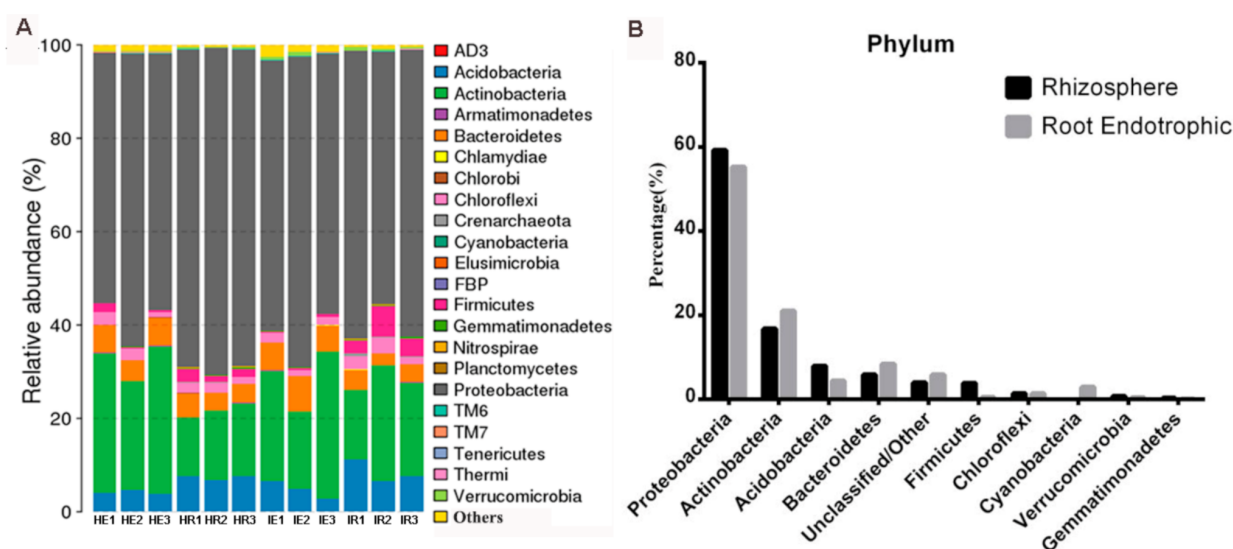 A
Relative abundance (%)
100
80
60
40
20
0
HE1 HE2 HE3 HR1 HR2 HR3 IE1 IE2 IE3 IR1 IR2 IR3
AD3
Acidobacteria
Actinobacteria
Armatimonadetes
Bacteroidetes
Chlamydiae
Chlorobi
Chloroflexi
Crenarchaeota
Cyanobacteria
Elusimicrobia
FBP
Firmicutes
Gemmatimonadetes
Nitrospirae
Planctomycetes
Proteobacteria
TM6
TM7
Tenericutes
Thermi
Verrucomicrobia
Others
B
Phylum
Rhizosphere
Root Endotrophic
Percentage(%)
80
60
40
20
0
Proteobacteria
Actinobacteria
Acidobacteria
Bacteroidetes
Unclassified/Other
Firmicutes
Chloroflexi
Cyanobacteria
Verrucomicrobia
Gemmatimonadetes